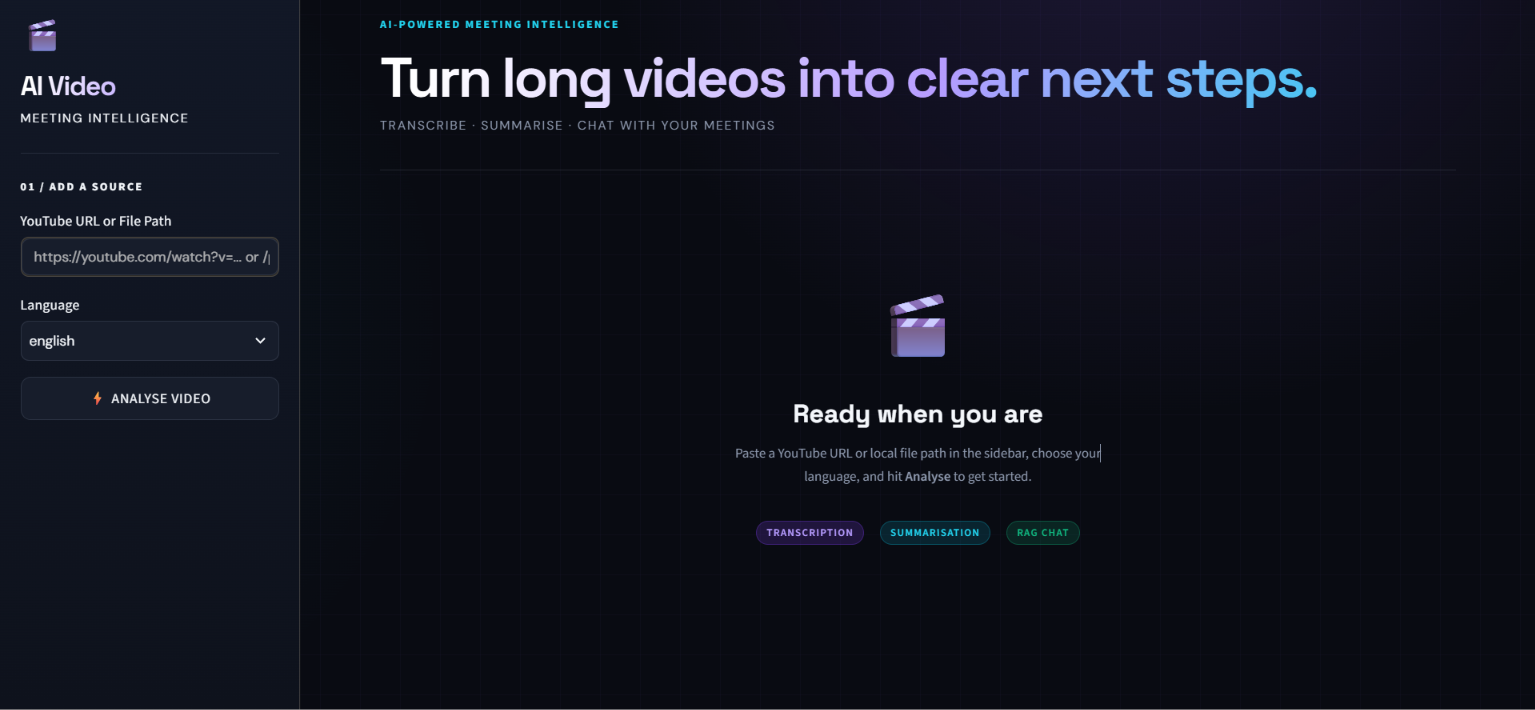 AI Video
MEETING INTELLIGENCE
01 / ADD A SOURCE
YouTube URL or File Path
https://youtube.com/watch?v=... or /
Language
english
ANALYSE VIDEO
AI-POWERED MEETING INTELLIGENCE
Turn long videos into clear next steps.
TRANSCRIBE · SUMMARISE · CHAT WITH YOUR MEETINGS
Ready when you are
Paste a YouTube URL or local file path in the sidebar, choose your
language, and hit Analyse to get started.
TRANSCRIPTION
SUMMARISATION
RAG CHAT